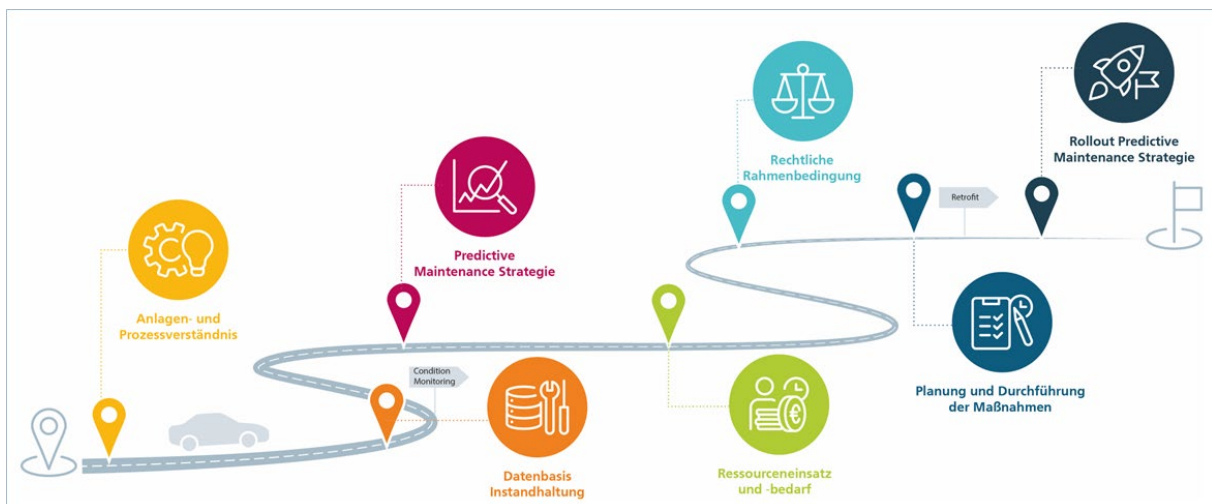 Anlagen- und
Prozessverständnis
Condition
Monitoring
Datenbasis
Instandhaltung
Predictive
Maintenance Strategie
Ressourceneinsatz
und -bedarf
Rechtliche
Rahmenbedingung
Planung und Durchführung
der Maßnahmen
Retrofit
Rollout Predictive
Maintenance Strategie